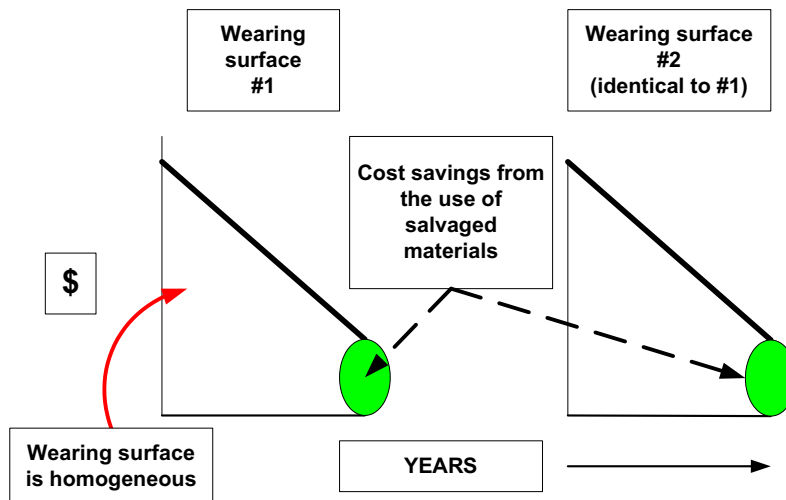 Wearing
surface
#1
Wearing surface
#2
(identical to #1)
Cost savings from
the use of
salvaged
materials
$
Wearing surface
is homogeneous
YEARS